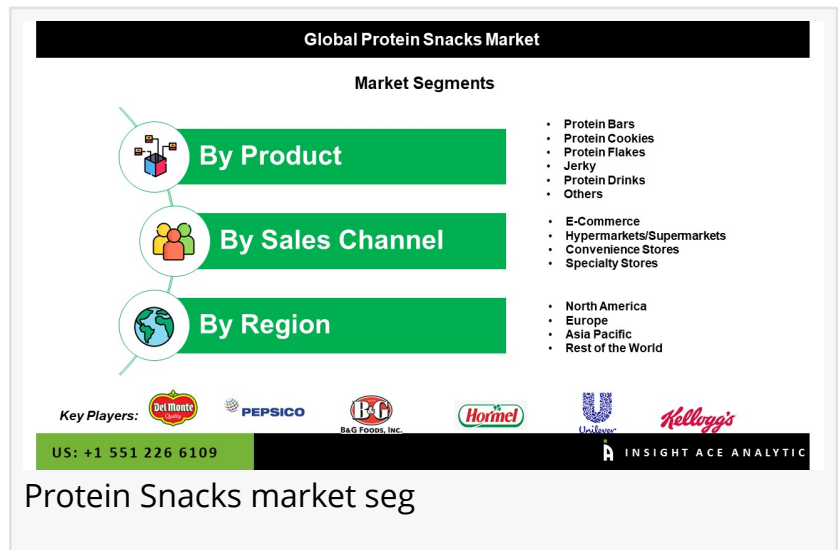 Global Protein Snacks Market
Market Segments
By Product
• Protein Bars
• Protein Cookies
• Protein Flakes
• Jerky
• Protein Drinks
• Others
By Sales Channel
• E-Commerce
• Hypermarkets/Supermarkets
• Convenience Stores
• Specialty Stores
By Region
• North America
• Europe
• Asia Pacific
• Rest of the World
Key Players:
Del Monte
Quality
PEPSICO
B&G
B&G FOODS, INC.
Hormel
Unilever
Kellogg's
US: +1 551 226 6109
INSIGHT ACE ANALYTIC
Protein Snacks market seg